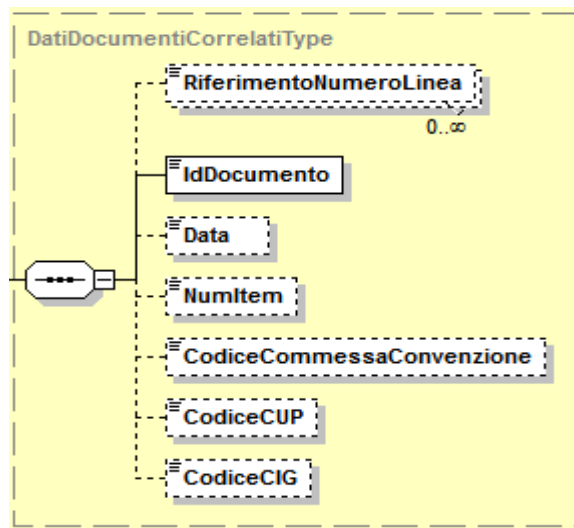 DatiDocumentiCorrelatiType
RiferimentoNumeroLinea
0..∞
IdDocumento
Data
NumItem
CodiceCommessaConvenzione
CodiceCUP
CodiceCIG